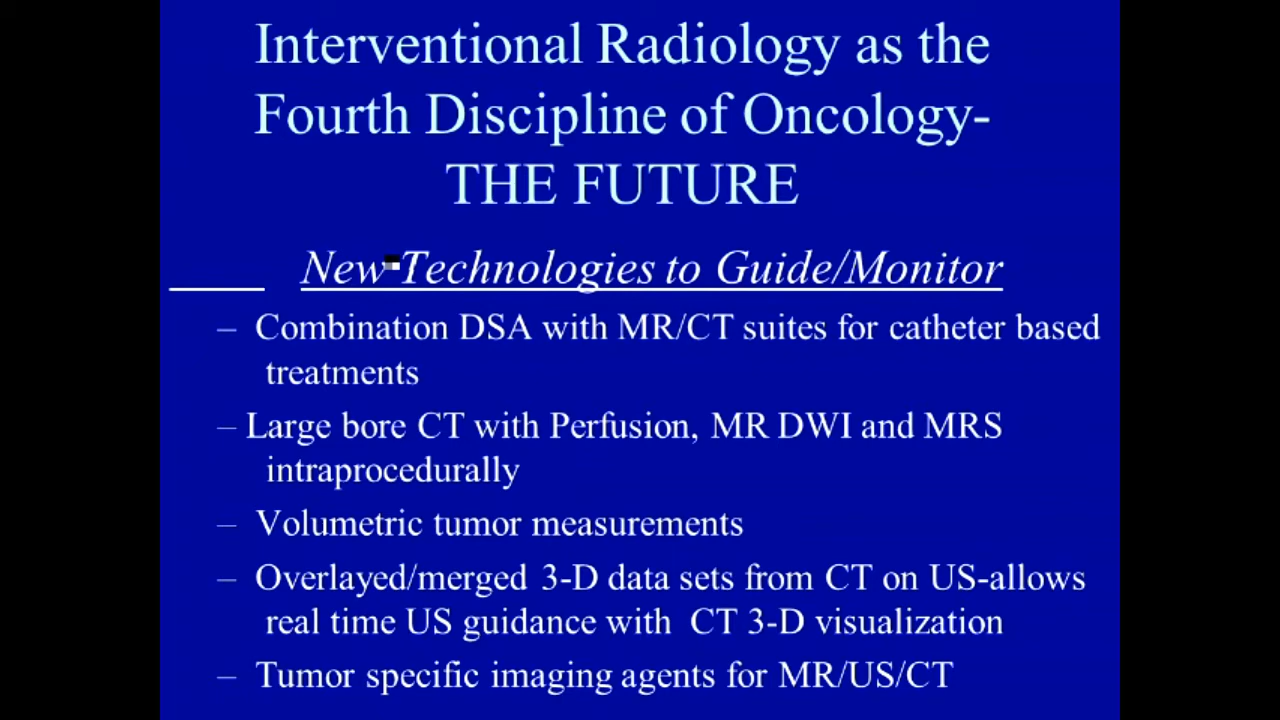 Interventional Radiology as the
Fourth Discipline of Oncology-
THE FUTURE
New Technologies to Guide/Monitor
– Combination DSA with MR/CT suites for catheter based
treatments
– Large bore CT with Perfusion, MR DWI and MRS
intraprocedurally
– Volumetric tumor measurements
– Overlayed/merged 3-D data sets from CT on US-allows
real time US guidance with CT 3-D visualization
– Tumor specific imaging agents for MR/US/CT